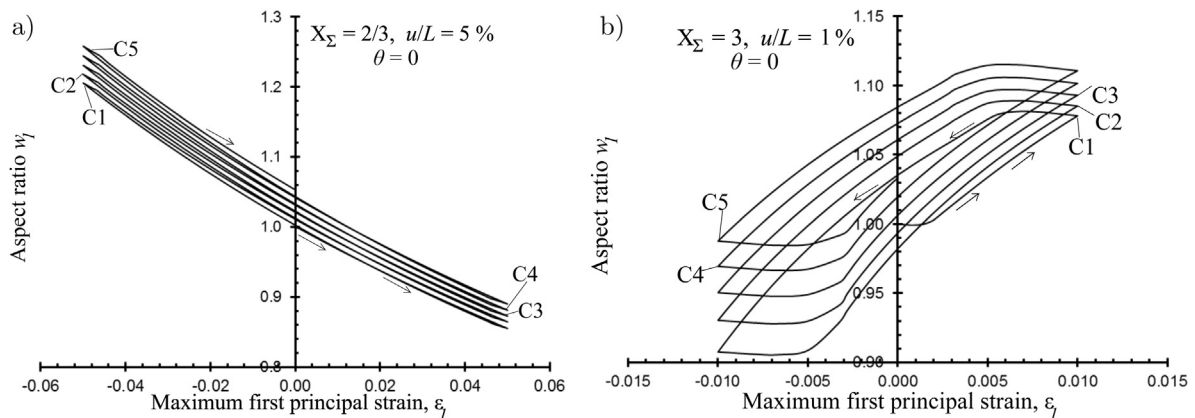 a)
X_Σ = 2/3, u/L = 5 %
θ = 0
1.3
1.2
1.1
1.0
0.9
0.8
C5
C2
C1
C4
C3
Aspect ratio w_l
-0.06
-0.04
-0.02
0.00
0.02
0.04
0.06
Maximum first principal strain, ε_l
b)
X_Σ = 3, u/L = 1 %
θ = 0
1.15
1.10
1.05
1.00
0.95
0.90
C3
C2
C1
C5
C4
Aspect ratio w_l
-0.015
-0.010
-0.005
0.000
0.005
0.010
0.015
Maximum first principal strain, ε_l